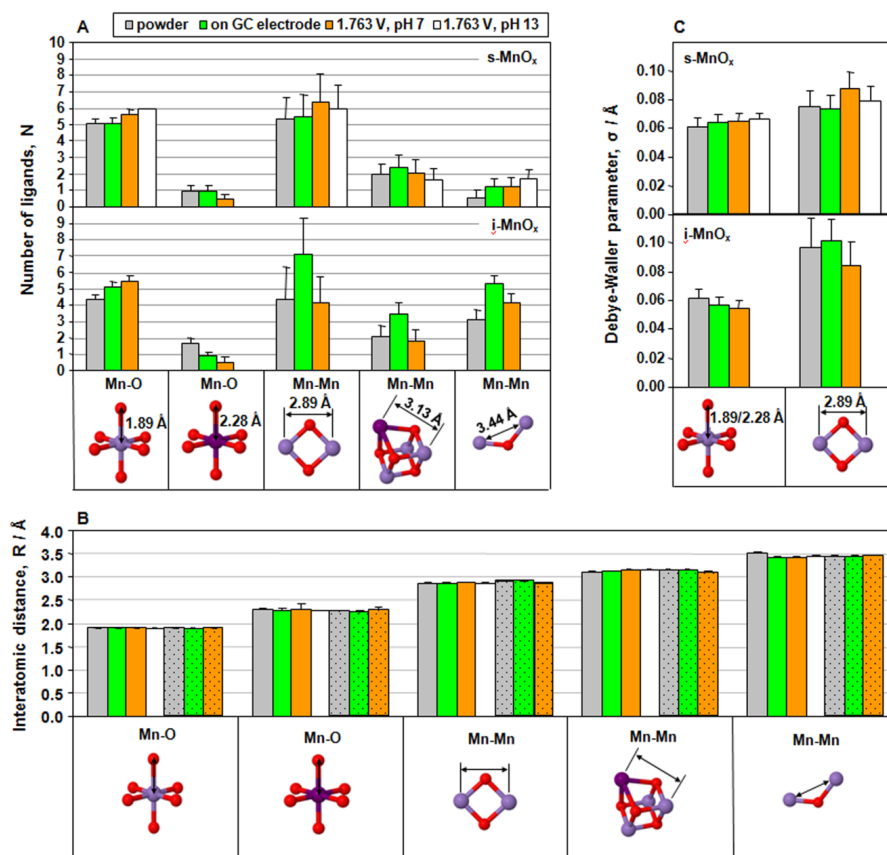 A
powder on GC electrode 1.763 V, pH 7 1.763 V, pH 13
s-MnOₓ
10
9
8
7
6
5
4
3
2
1
0
Number of ligands, N
i-MnOₓ
9
8
7
6
5
4
3
2
1
0
Mn-O Mn-O Mn-Mn Mn-Mn Mn-Mn
1.89 Å 2.28 Å 2.89 Å 3.13 Å 3.44 Å
C
s-MnOₓ
0.10
0.08
0.06
0.04
0.02
0.00
Debye-Waller parameter, σ / Å
i-MnOₓ
0.10
0.08
0.06
0.04
0.02
0.00
1.89/2.28 Å 2.89 Å
B
Interatomic distance, R / Å
4.0
3.5
3.0
2.5
2.0
1.5
1.0
0.5
0.0
Mn-O Mn-O Mn-Mn Mn-Mn Mn-Mn